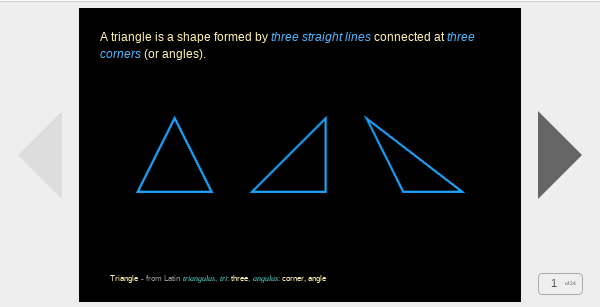 A triangle is a shape formed by three straight lines connected at three
corners (or angles).
Triangle - from Latin triangulus, tri: three, angulus: corner, angle
1 of 24